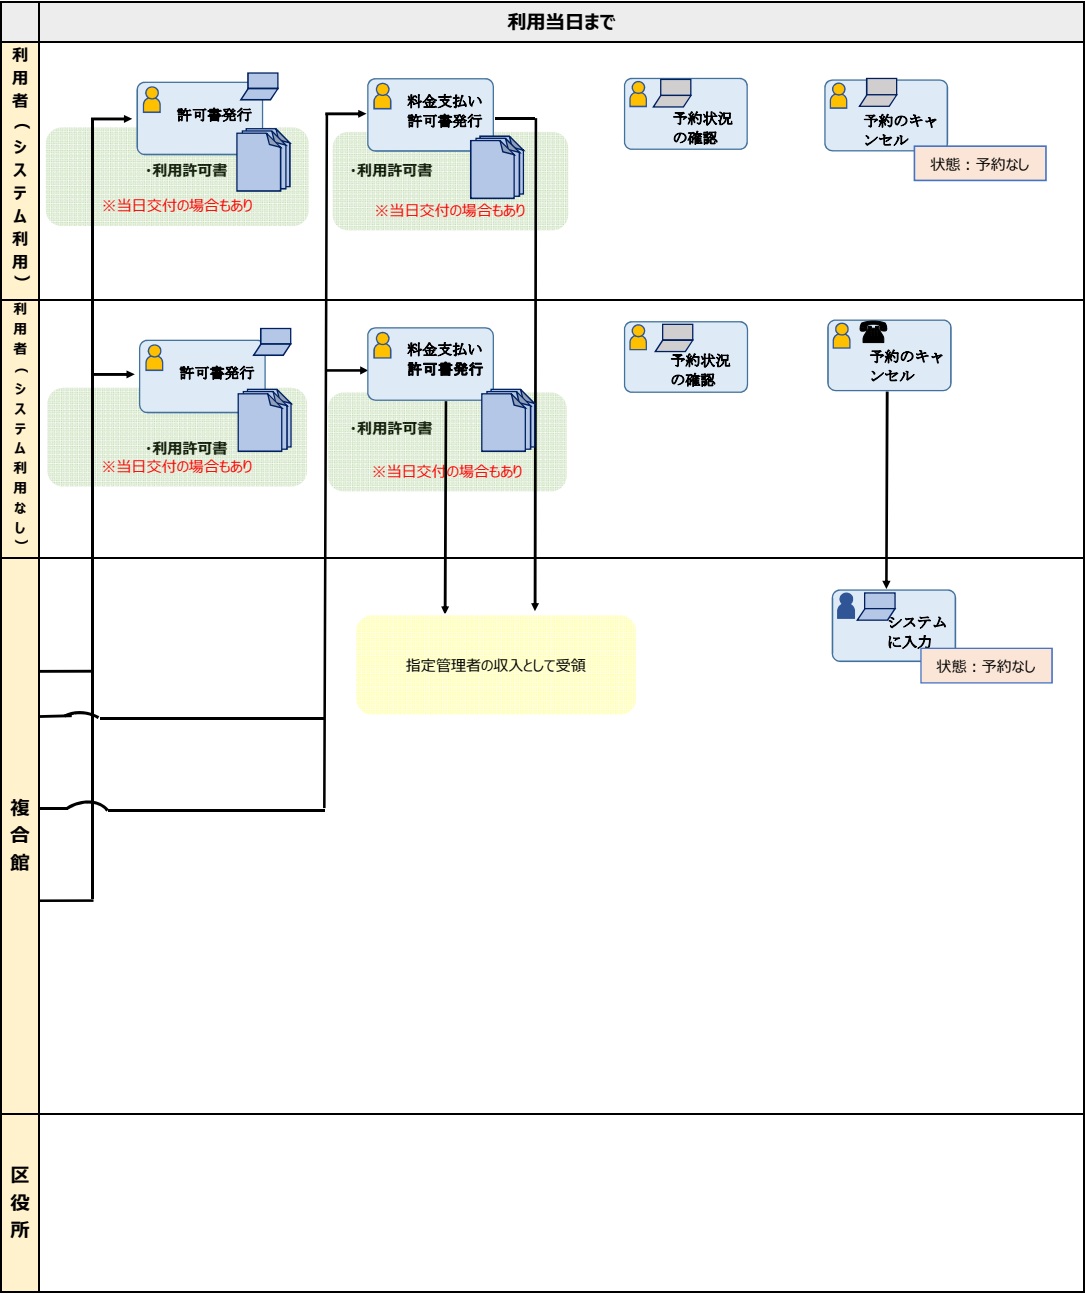 利用当日まで
利用者（システム利用）
許可書発行
・利用許可書
※当日交付の場合もあり
料金支払い
許可書発行
・利用許可書
※当日交付の場合もあり
予約状況
の確認
予約のキャ
ンセル
状態：予約なし
利用者（システム利用なし）
許可書発行
・利用許可書
※当日交付の場合もあり
料金支払い
許可書発行
・利用許可書
※当日交付の場合もあり
予約状況
の確認
予約のキャ
ンセル
複合館
指定管理者の収入として受領
システム
に入力
状態：予約なし
区役所